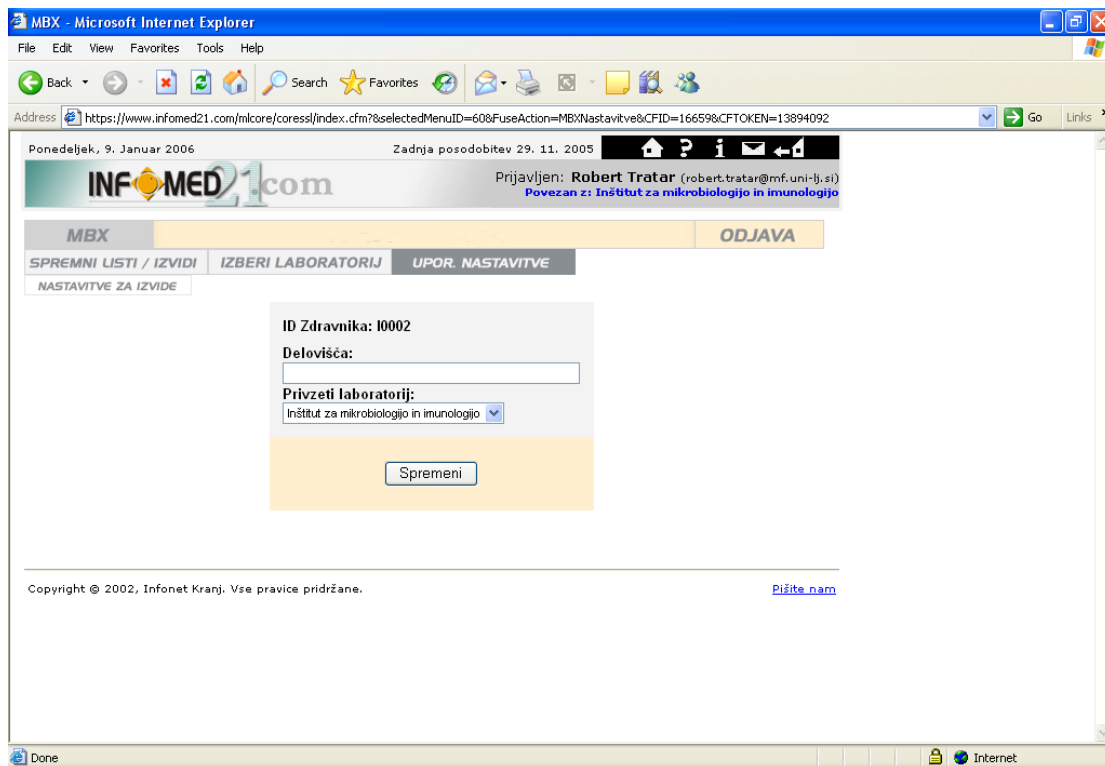 MBX - Microsoft Internet Explorer
File Edit View Favorites Tools Help
Back Search Favorites
Address https://www.infomed21.com/mlcore/coressl/index.cfm?&selectedMenuID=60&FuseAction=MBXNastavitve&CFID=16659&CFTOKEN=13894092 Go Links
Ponedeljek, 9. Januar 2006 Zadnja posodobitev 29. 11. 2005
INFOMED21.com
Prijavljen: Robert Tratar (robert.tratar@mf.uni-lj.si)
Povezan z: Inštitut za mikrobiologijo in imunologijo
MBX ODJAVA
SPREMNI LISTI / IZVIDI IZBERI LABORATORIJ UPOR. NASTAVITVE
NASTAVITVE ZA IZVIDE
ID Zdravnika: I0002
Delovišča:
Privzeti laboratorij:
Inštitut za mikrobiologijo in imunologijo
Spremeni
Copyright © 2002, Infonet Kranj. Vse pravice pridržane. Pišite nam
Done Internet